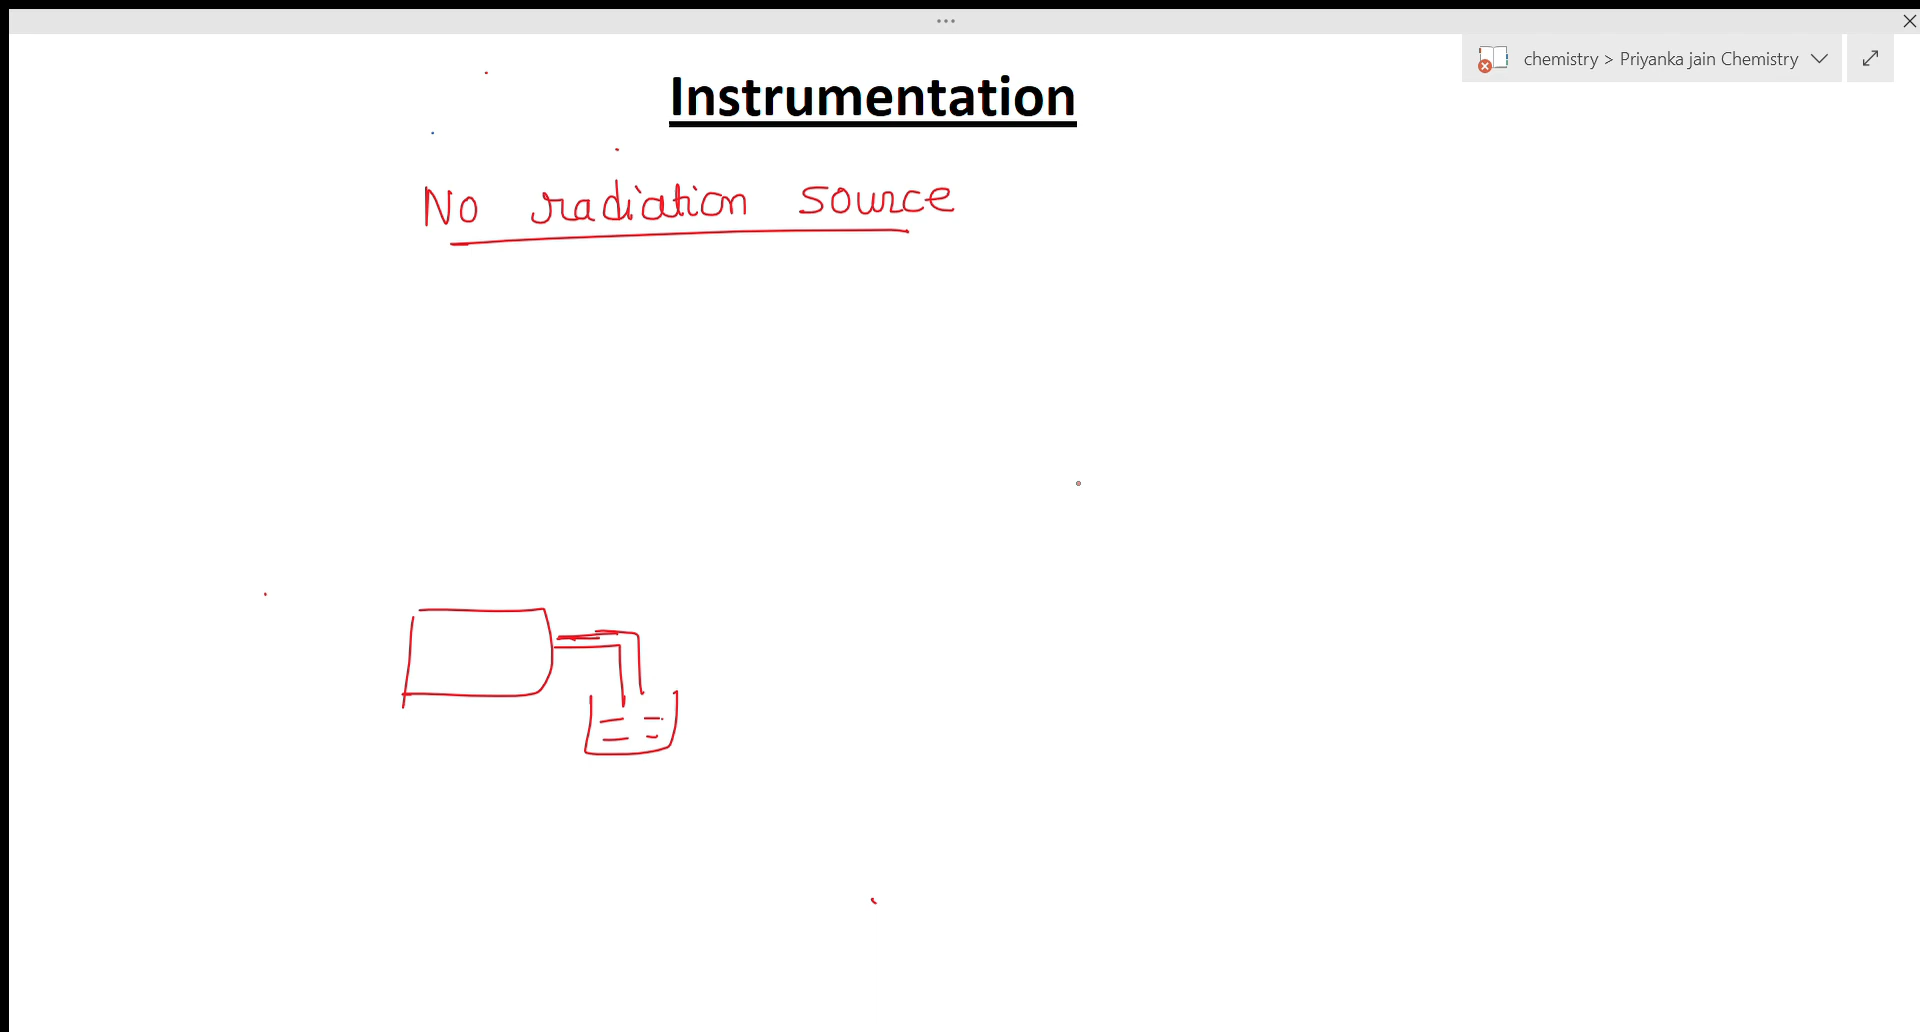 chemistry > Priyanka jain Chemistry
Instrumentation
No radiation source